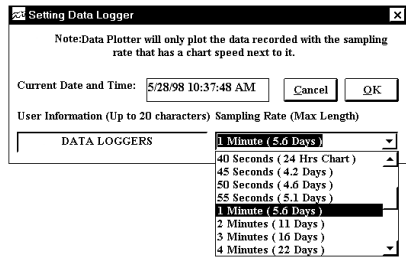 Setting Data Logger
Note:Data Plotter will only plot the data recorded with the sampling
rate that has a chart speed next to it.
Current Date and Time: 5/28/98 10:37:48 AM Cancel OK
User Information (Up to 20 characters) Sampling Rate (Max Length)
DATA LOGGERS 1 Minute ( 5.6 Days )
40 Seconds ( 24 Hrs Chart )
45 Seconds ( 4.2 Days )
50 Seconds ( 4.6 Days )
55 Seconds ( 5.1 Days )
1 Minute ( 5.6 Days )
2 Minutes ( 11 Days )
3 Minutes ( 16 Days )
4 Minutes ( 22 Days )